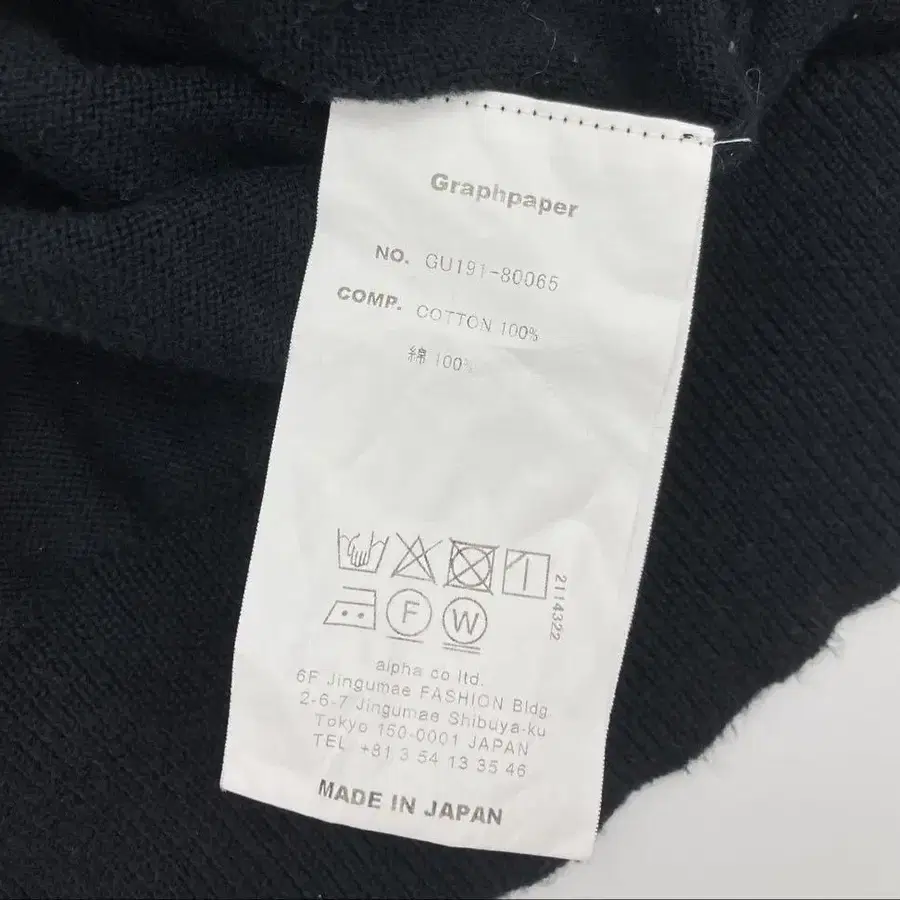 Graphpaper
NO. GU191-80065
COMP. COTTON 100%
綿 100%
F
W
2114322
alpha co ltd.
6F Jingumae FASHION Bldg
2-6-7 Jingumae Shibuya-ku
Tokyo 150-0001 JAPAN
TEL +81 3 54 13 35 46
MADE IN JAPAN